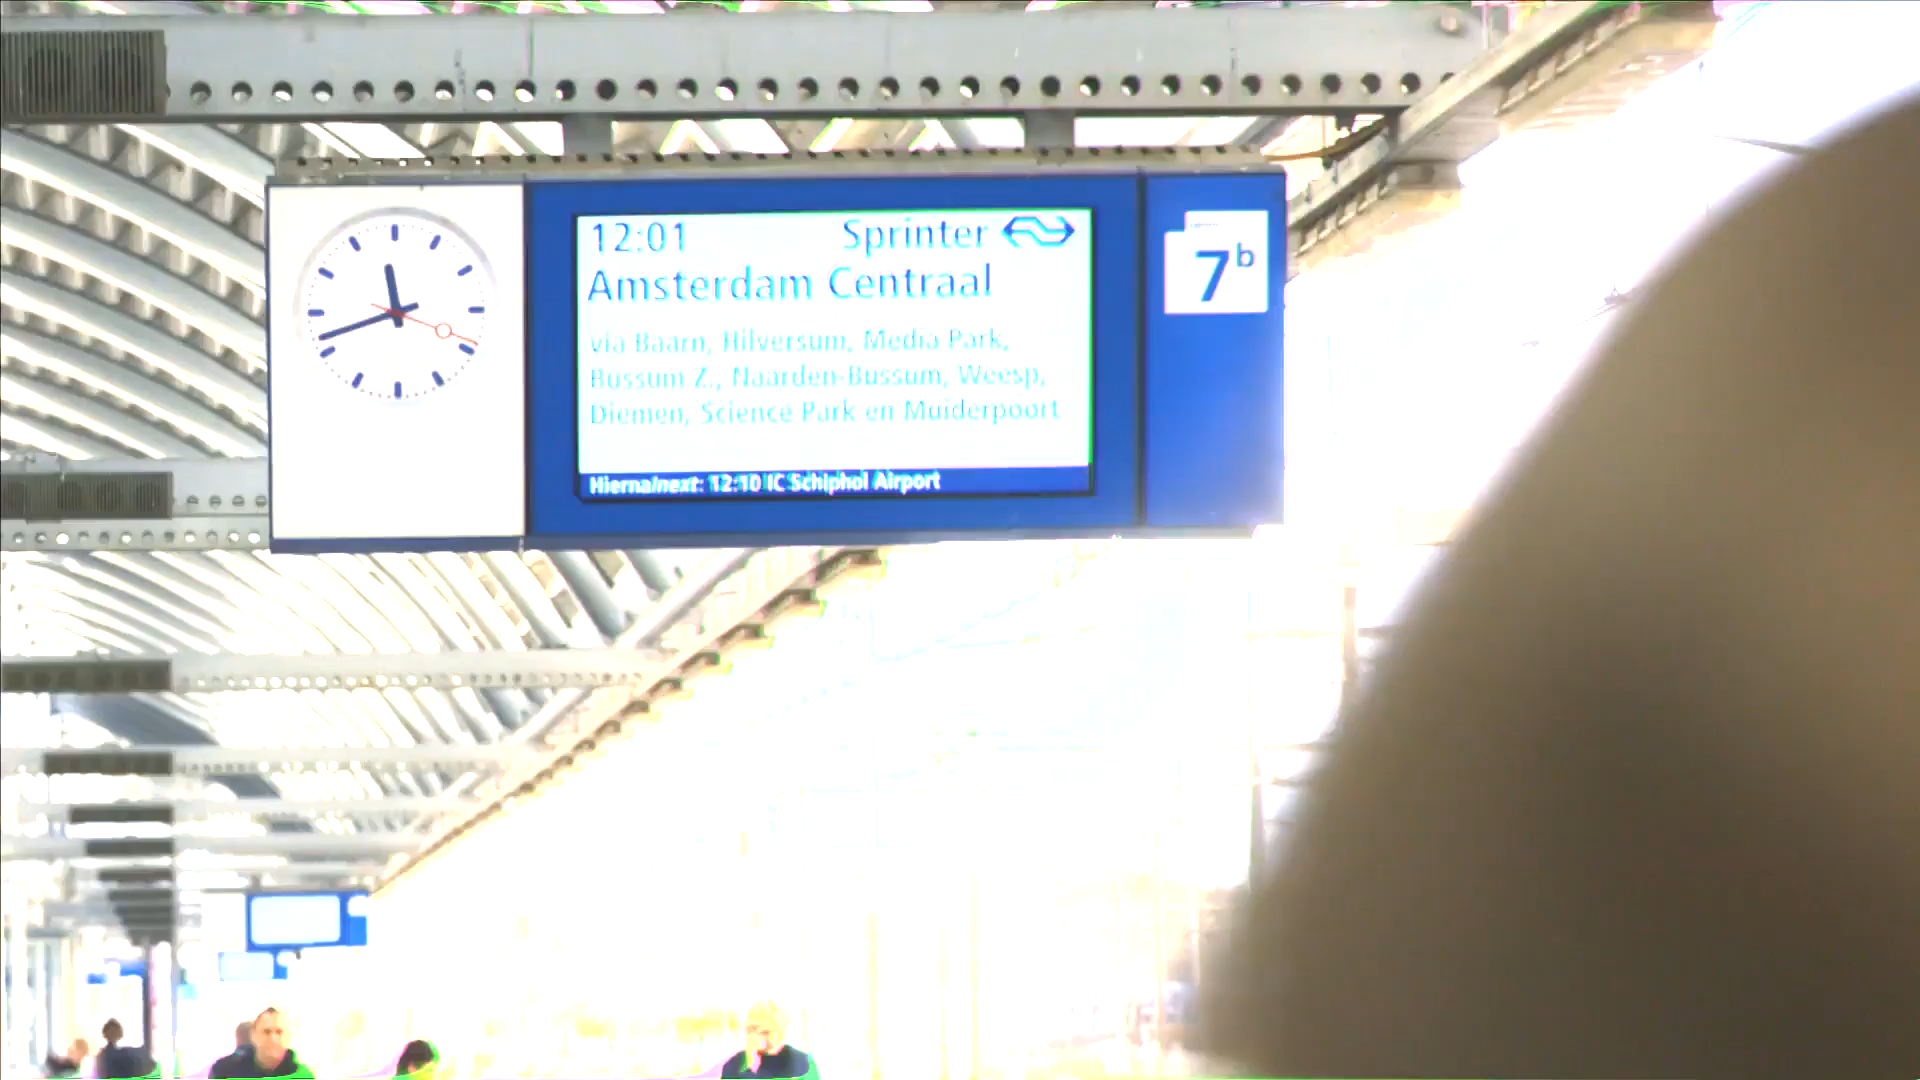 12:01 Sprinter
Amsterdam Centraal
via Baarn, Hilversum, Media Park,
Bussum Z., Naarden-Bussum, Weesp,
Diemen, Science Park en Muiderpoort
Hierna/next: 12:10 IC Schiphol Airport
7b